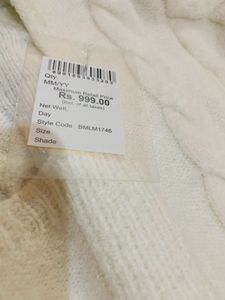 Qty.
MM/YY
Maximum Retail Price
Rs. 999.00
(Incl. of all taxes)
Net Well.
Day
Style Code : BMLM1746
Size
Shade